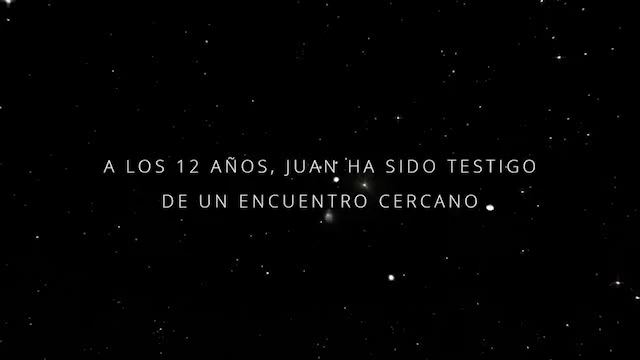 A LOS 12 AÑOS, JUAN HA SIDO TESTIGO
DE UN ENCUENTRO CERCANO